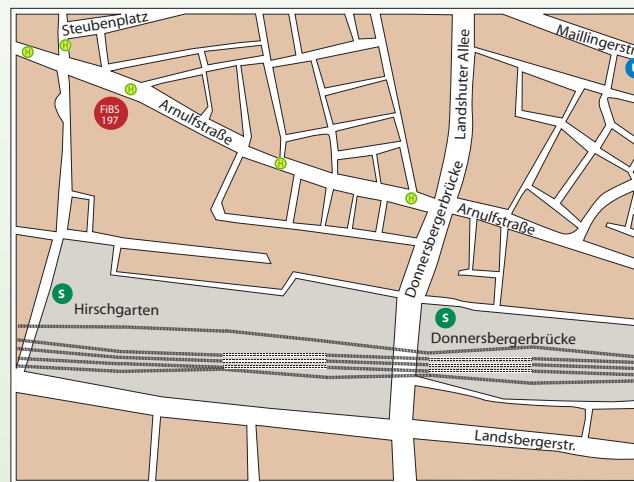 Steubenplatz
H
H
H
FiBS
197
Arnulfstraße
H
H
Landshuter Allee
Maillingerstr
Donnersbergerbrücke
Arnulfstraße
S
Hirschgarten
S
Donnersbergerbrücke
Landsbergerstr.